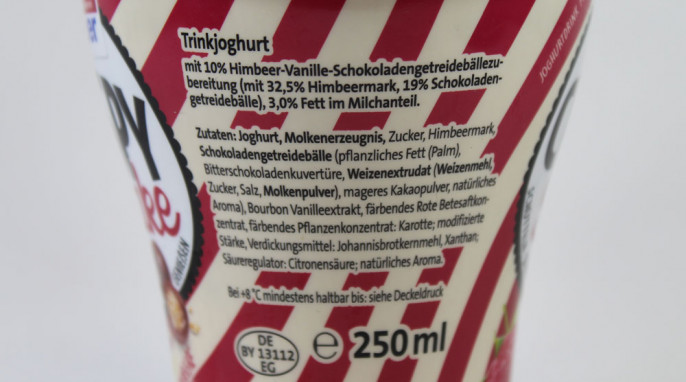 Trinkjoghurt
mit 10% Himbeer-Vanille-Schokoladengetreidebällezu-
bereitung (mit 32,5% Himbeermark, 19% Schokoladen-
getreidebälle), 3,0% Fett im Milchanteil.
Zutaten: Joghurt, Molkenerzeugnis, Zucker, Himbeermark,
Schokoladengetreidebälle (pflanzliches Fett (Palm),
Bitterschokoladenkuvertüre, Weizenextrudat (Weizenmehl,
Zucker, Salz, Molkenpulver), mageres Kakaopulver, natürliches
Aroma), Bourbon Vanilleextrakt, färbendes Rote Betesaftkon-
zentrat, färbendes Pflanzenkonzentrat: Karotte; modifizierte
Stärke, Verdickungsmittel: Johannisbrotkernmehl, Xanthan;
Säureregulator: Citronensäure; natürliches Aroma.
Bei +8 °C mindestens haltbar bis: siehe Deckeldruck
DE
BY 13112
EG
e 250 ml
JOGHURTDRINK